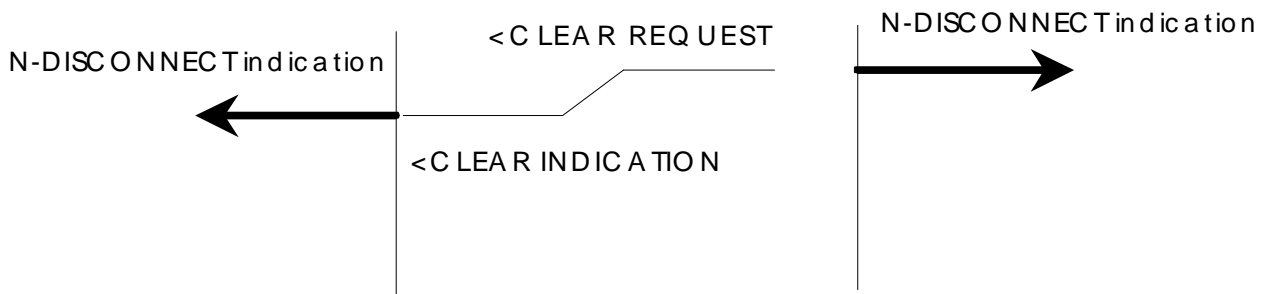 N-DISCONNECT indication
<CLEAR REQUEST
N-DISCONNECT indication
<CLEAR INDICATION